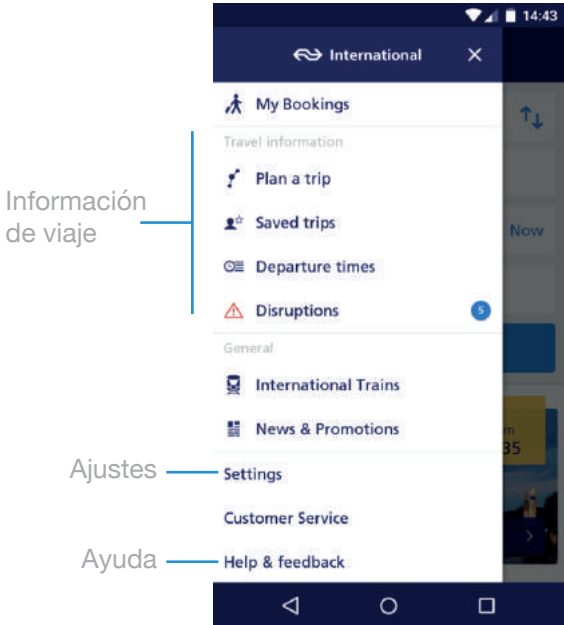 14:43
International
My Bookings
Travel information
Información
de viaje
Plan a trip
Saved trips
Now
Departure times
Disruptions
5
General
International Trains
News & Promotions
m
35
Ajustes
Settings
Customer Service
Ayuda
Help & feedback